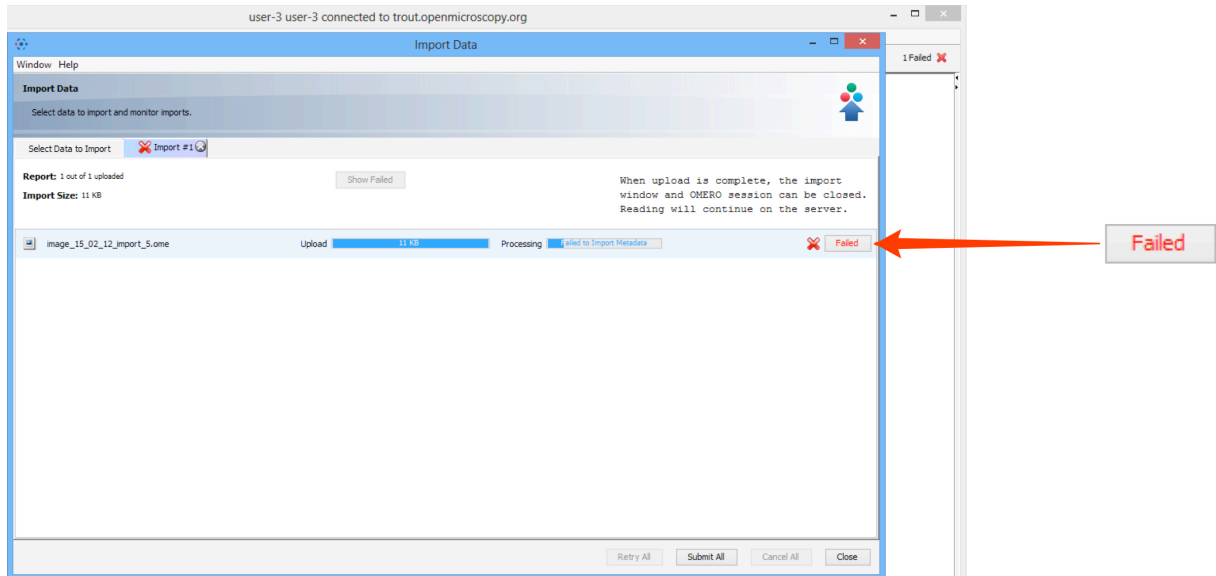 user-3 user-3 connected to trout.openmicroscopy.org
Import Data
1 Failed
Window Help
Import Data
Select data to import and monitor imports.
Select Data to Import Import #1
Report: 1 out of 1 uploaded
Show Failed
Import Size: 11 KB
When upload is complete, the import
window and OMERO session can be closed.
Reading will continue on the server.
image_15_02_12_import_5.ome Upload 11 KB Processing Failed to Import Metadata Failed
Failed
Retry All Submit All Cancel All Close